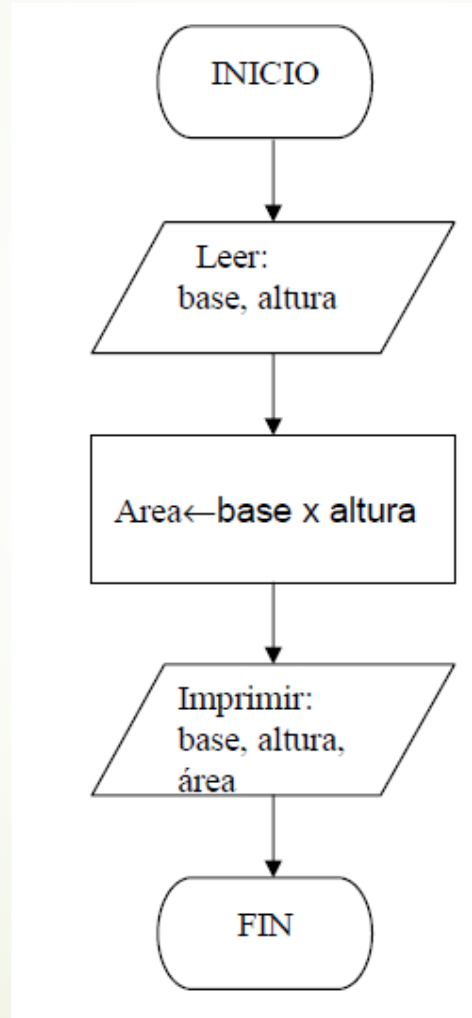 INICIO
Leer:
base, altura
Area←base x altura
Imprimir:
base, altura,
área
FIN